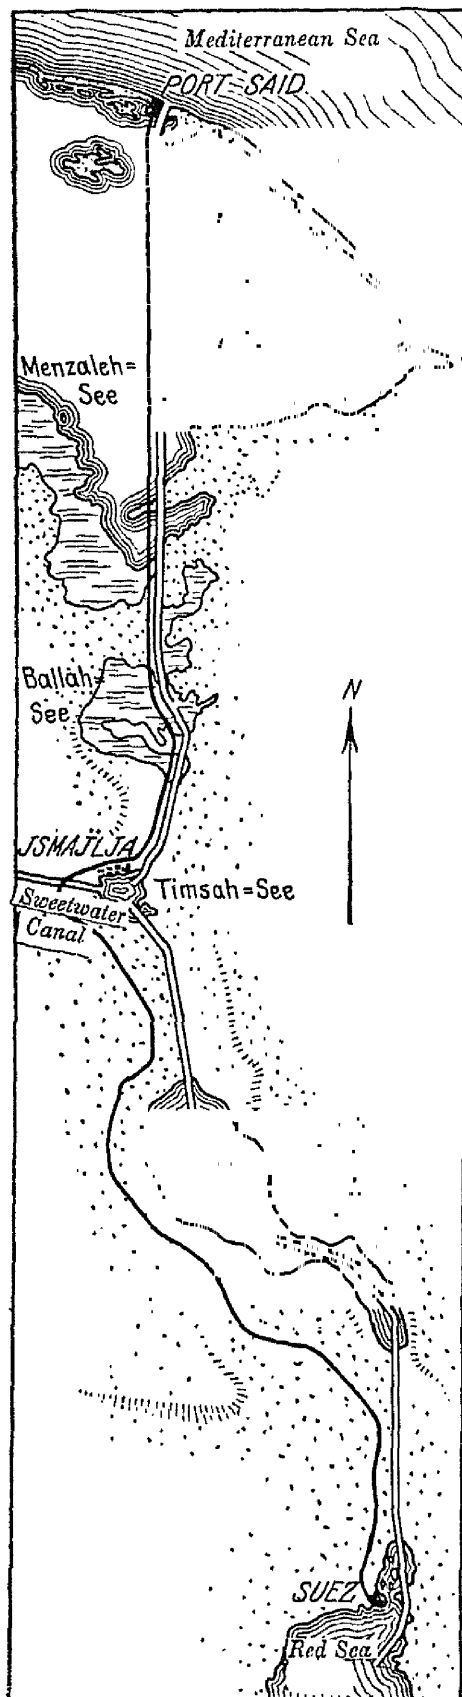 Mediterranean Sea
PORT-SAID.
Menzaleh=
See
Ballah=
See
N
JSMAJLJA
Timsah=See
Sweetwater
Canal
SUEZ
Red Sea